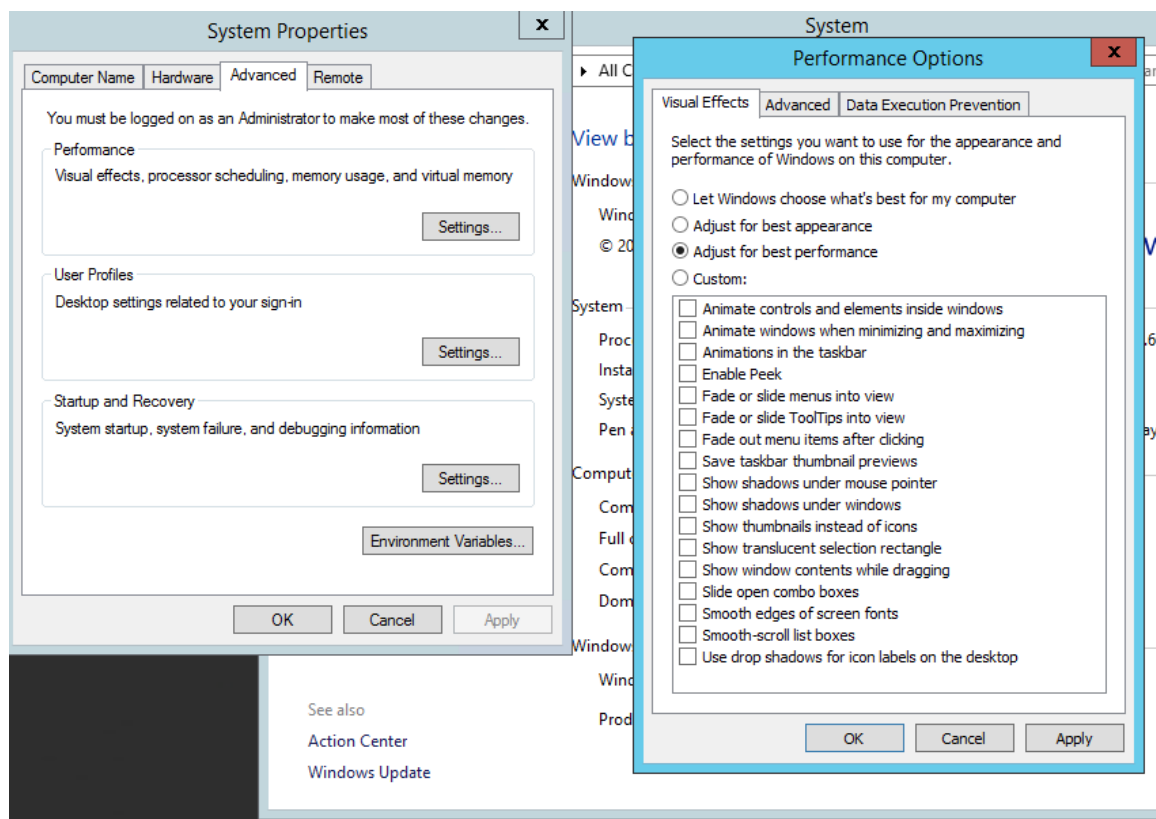 System Properties
x
Computer Name
Hardware
Advanced
Remote
You must be logged on as an Administrator to make most of these changes.
Performance
Visual effects, processor scheduling, memory usage, and virtual memory
Settings...
User Profiles
Desktop settings related to your sign-in
Settings...
Startup and Recovery
System startup, system failure, and debugging information
Settings...
Environment Variables...
OK
Cancel
Apply
System
All C
View b
Window
Wind
© 20
System
Proc
Insta
Syste
Pen
Comput
Com
Full
Com
Dom
Window
Wind
Prod
See also
Action Center
Windows Update
Performance Options
x
Visual Effects
Advanced
Data Execution Prevention
Select the settings you want to use for the appearance and
performance of Windows on this computer.
Let Windows choose what's best for my computer
Adjust for best appearance
Adjust for best performance
Custom:
Animate controls and elements inside windows
Animate windows when minimizing and maximizing
Animations in the taskbar
Enable Peek
Fade or slide menus into view
Fade or slide ToolTips into view
Fade out menu items after clicking
Save taskbar thumbnail previews
Show shadows under mouse pointer
Show shadows under windows
Show thumbnails instead of icons
Show translucent selection rectangle
Show window contents while dragging
Slide open combo boxes
Smooth edges of screen fonts
Smooth-scroll list boxes
Use drop shadows for icon labels on the desktop
OK
Cancel
Apply